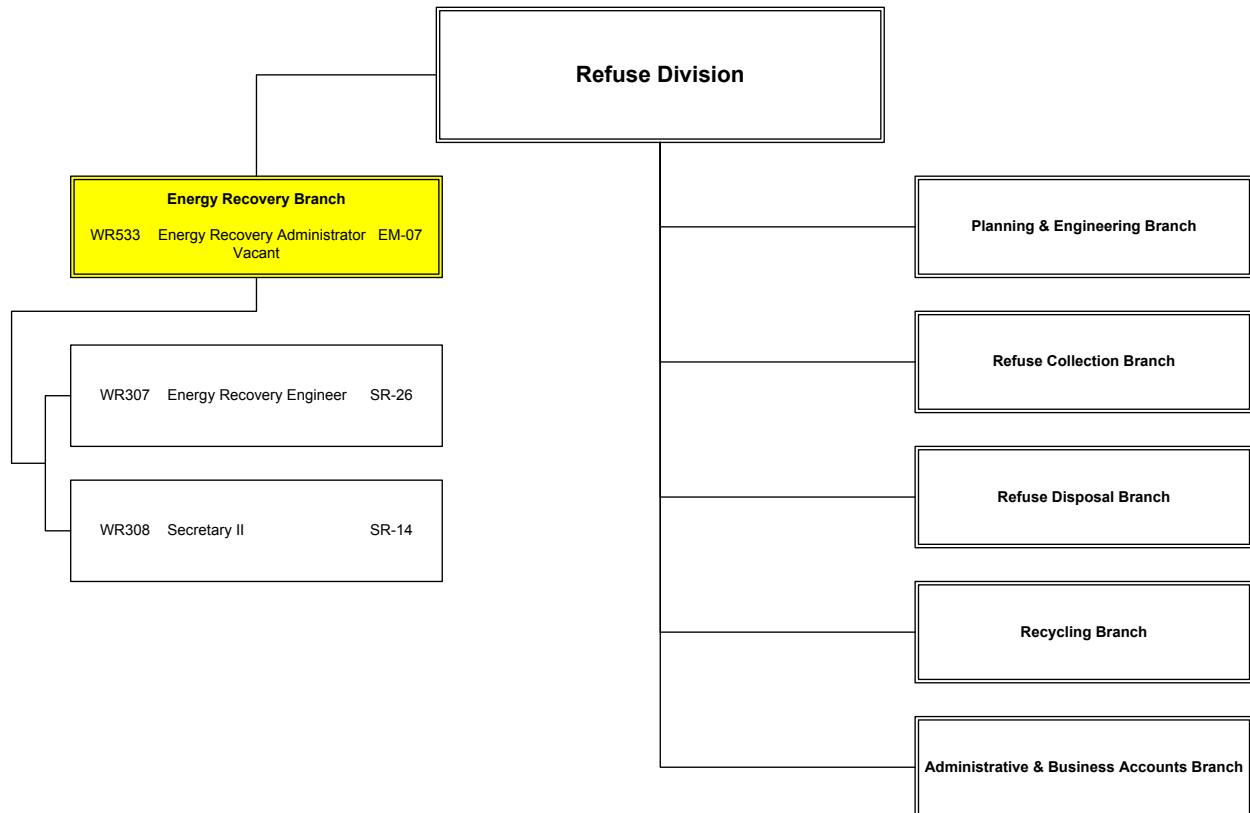 Refuse Division
Energy Recovery Branch
WR533 Energy Recovery Administrator EM-07
Vacant
WR307 Energy Recovery Engineer SR-26
WR308 Secretary II SR-14
Planning & Engineering Branch
Refuse Collection Branch
Refuse Disposal Branch
Recycling Branch
Administrative & Business Accounts Branch